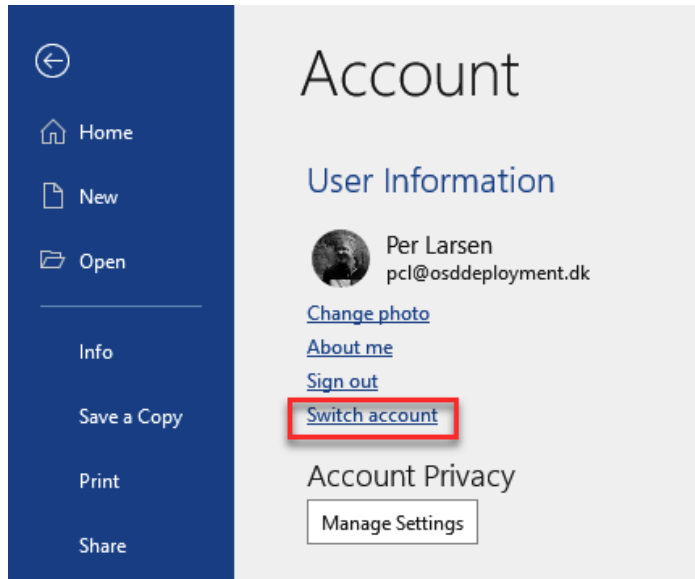 Home
New
Open
Info
Save a Copy
Print
Share
Account
User Information
Per Larsen
pcl@osddeployment.dk
Change photo
About me
Sign out
Switch account
Account Privacy
Manage Settings